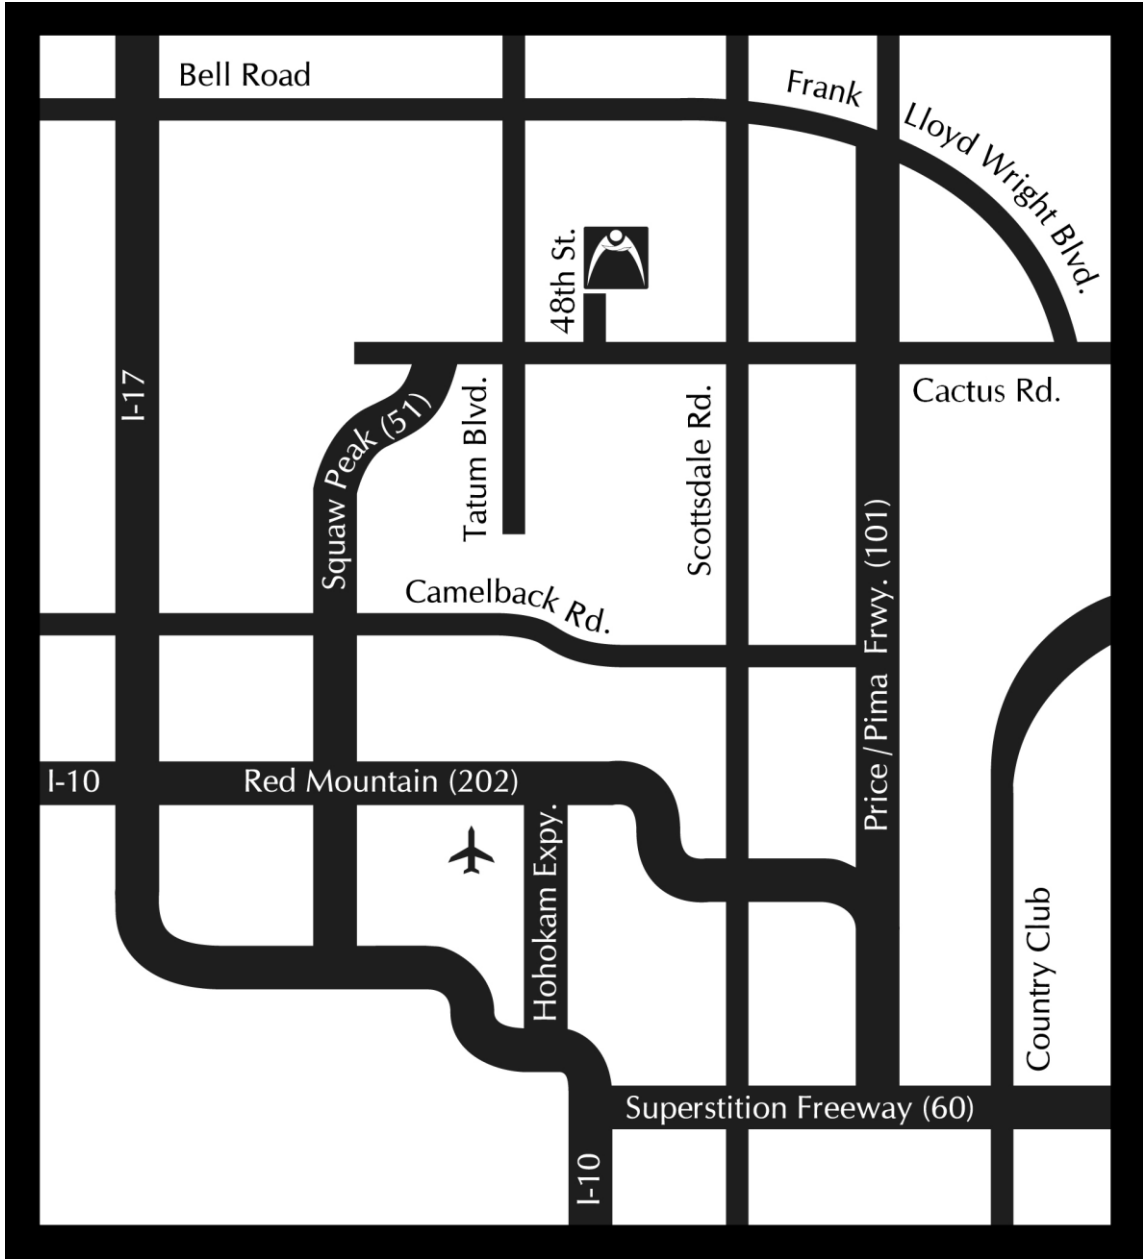 Bell Road
Frank
Lloyd Wright Blvd.
48th St.
I-17
Squaw Peak (51)
Tatum Blvd.
Scottsdale Rd.
Cactus Rd.
Camelback Rd.
Price / Pima Frwy. (101)
I-10
Red Mountain (202)
Hohokam Expy.
Country Club
Superstition Freeway (60)
I-10